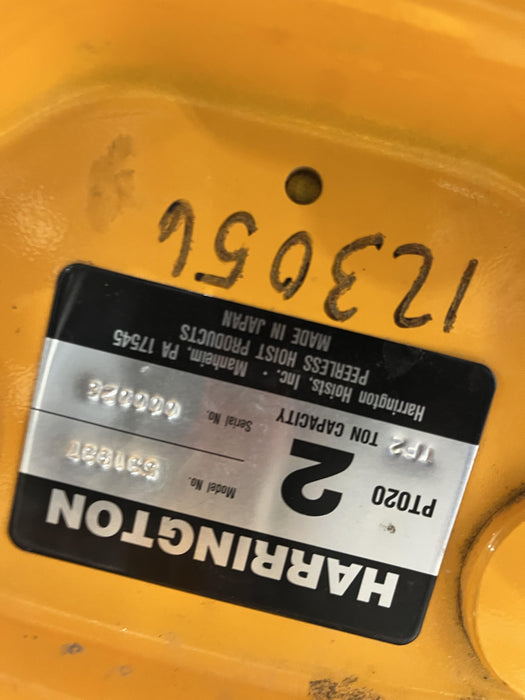 HARRINGTON
PT020
Model No.
2
Serial No.
TF2 TON CAPACITY
Harrington Hoists, Inc. · Manheim, PA 17545
PEERLESS HOIST PRODUCTS
MADE IN JAPAN
123056